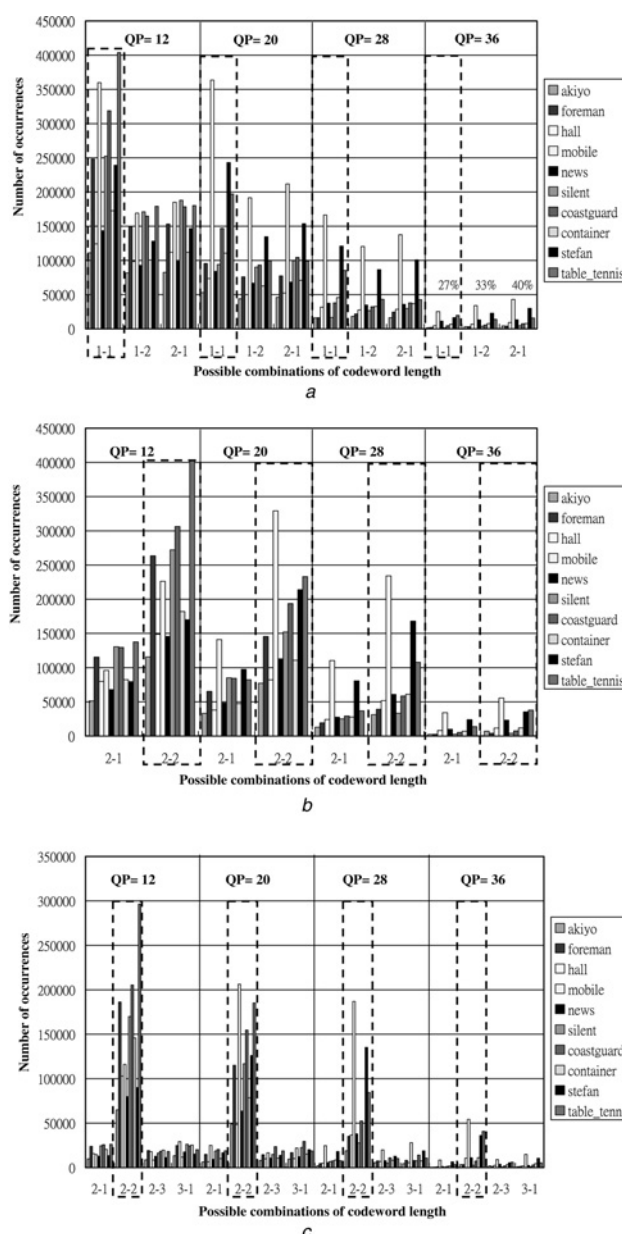 450000
400000
350000
300000
250000
200000
150000
100000
50000
0
Number of occurrences
QP= 12 QP= 20 QP= 28 QP= 36
27% 33% 40%
1-1 1-2 2-1 1-1 1-2 2-1 1-1 1-2 2-1 1-1 1-2 2-1
Possible combinations of codeword length
akiyo
foreman
hall
mobile
news
silent
coastguard
container
stefan
table_tennis
a
450000
400000
350000
300000
250000
200000
150000
100000
50000
0
Number of occurrences
QP= 12 QP= 20 QP= 28 QP= 36
2-1 2-2 2-1 2-2 2-1 2-2 2-1 2-2
Possible combinations of codeword length
akiyo
foreman
hall
mobile
news
silent
coastguard
container
stefan
table_tennis
b
350000
300000
250000
200000
150000
100000
50000
0
Number of occurrences
QP= 12 QP= 20 QP= 28 QP= 36
2-1 2-2 2-3 3-1 2-1 2-2 2-3 3-1 2-1 2-2 2-3 3-1 2-1 2-2 2-3 3-1
Possible combinations of codeword length
akiyo
foreman
hall
mobile
news
silent
coastguard
container
stefan
table_tenni
c